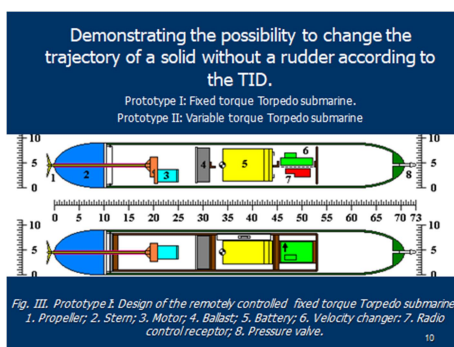 Demonstrating the possibility to change the
trajectory of a solid without a rudder according to
the TID.
Prototype I: Fixed torque Torpedo submarine.
Prototype II: Variable torque Torpedo submarine
10
5
0
10
5
0
1
2
3
4
5
6
7
8
0 5 10 15 20 25 30 35 40 45 50 55 60 65 70 73
10
5
0
10
5
0
Fig. III. Prototype I: Design of the remotely controlled fixed torque Torpedo submarine
1. Propeller; 2. Stern; 3. Motor; 4. Ballast; 5. Battery; 6. Velocity changer: 7. Radio
control receptor; 8. Pressure valve.
10